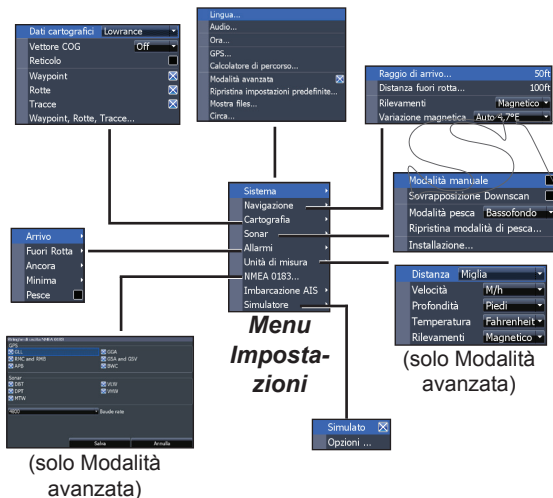 Dati cartografici Lowrance
Vettore COG Off
Reticolo
Waypoint
Rotte
Tracce
Waypoint, Rotte, Tracce...
Lingua...
Audio...
Ora...
GPS...
Calcolatore di percorso...
Modalità avanzata
Ripristina impostazioni predefinite...
Mostra files...
Circa...
Raggio di arrivo... 50ft
Distanza fuori rotta... 100ft
Rilevamenti Magnetico
Variazione magnetica Auto 4,7°E
Modalità manuale
Sovrapposizione Downscan
Modalità pesca Bassofondo
Ripristina modalità di pesca...
Installazione...
Sistema
Navigazione
Cartografia
Sonar
Allarmi
Unità di misura
NMEA 0183...
Imbarcazione AIS
Simulatore
Menu
Imposta-
zioni
Arrivo
Fuori Rotta
Ancora
Minima
Pesce
Distanza Miglia
Velocità M/h
Profondità Piedi
Temperatura Fahrenheit
Rilevamenti Magnetico
(solo Modalità
avanzata)
GPS
GLL GGA
RMC and RMB GSA and GSV
APB BWC
Sonar
DBT VLW
DPT VHW
MTW
4800 Baude rate
Salva Annulla
(solo Modalità
avanzata)
Simulato
Opzioni ...